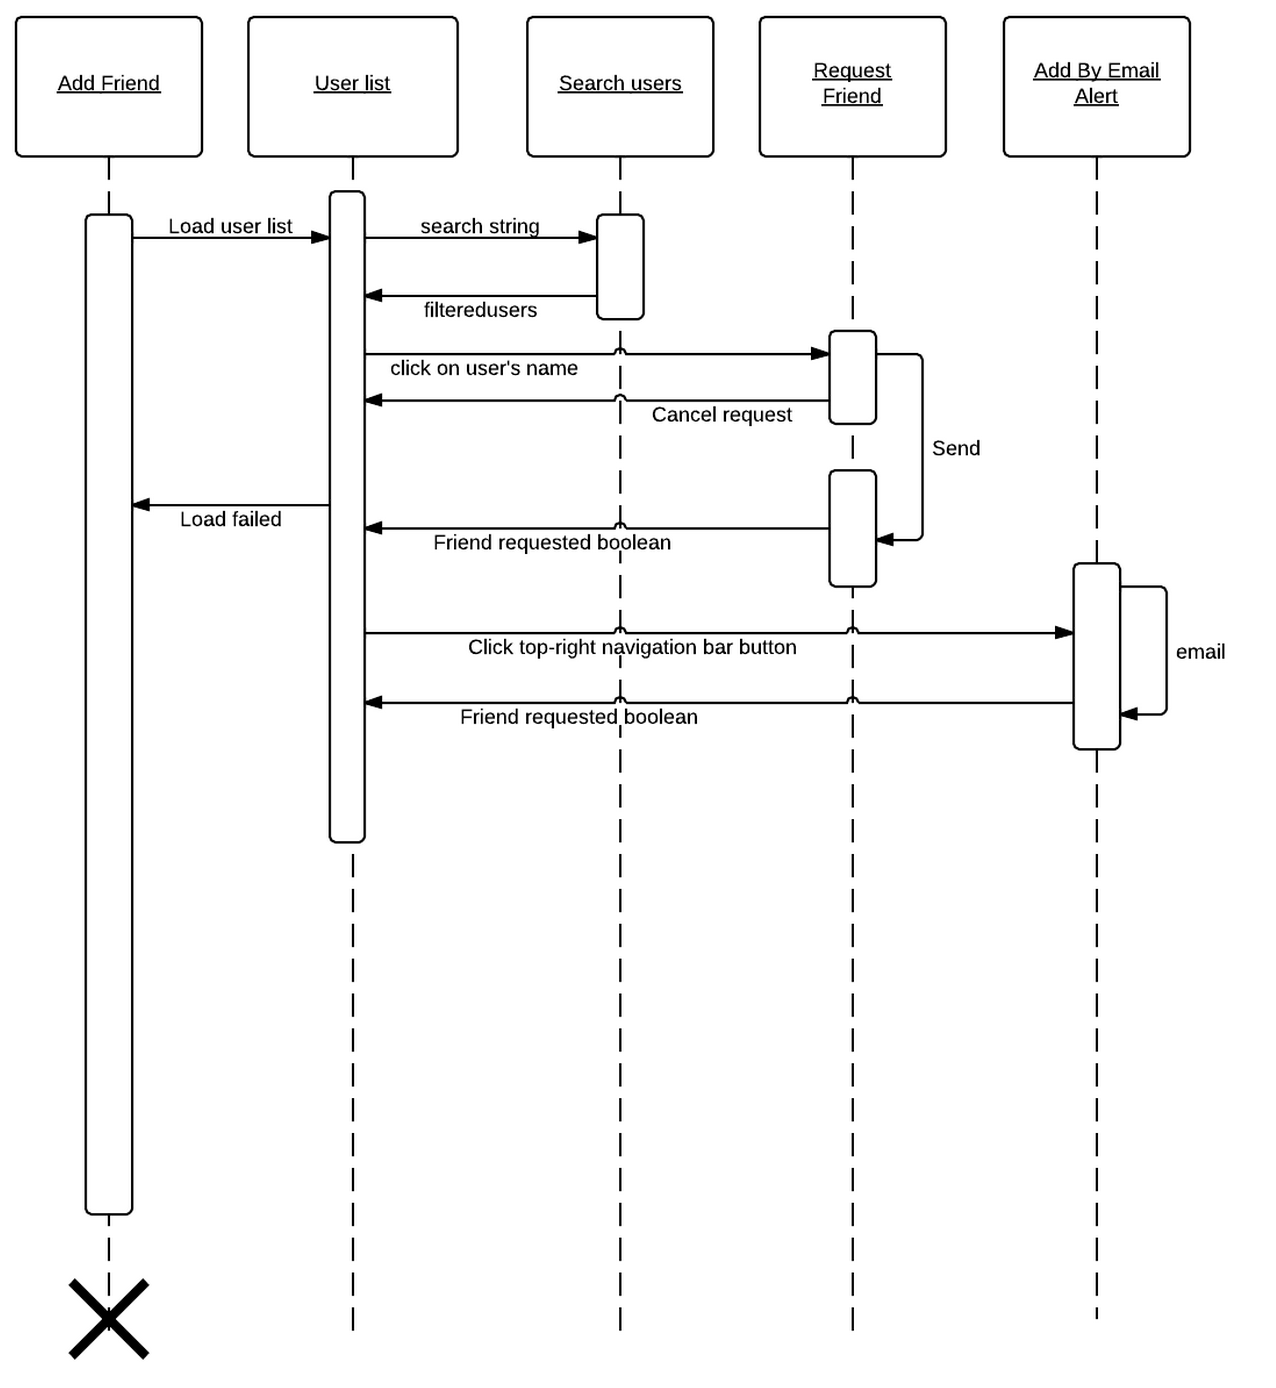 Add Friend
User list
Search users
Request
Friend
Add By Email
Alert
Load user list
search string
filteredusers
click on user's name
Cancel request
Send
Load failed
Friend requested boolean
Click top-right navigation bar button
email
Friend requested boolean